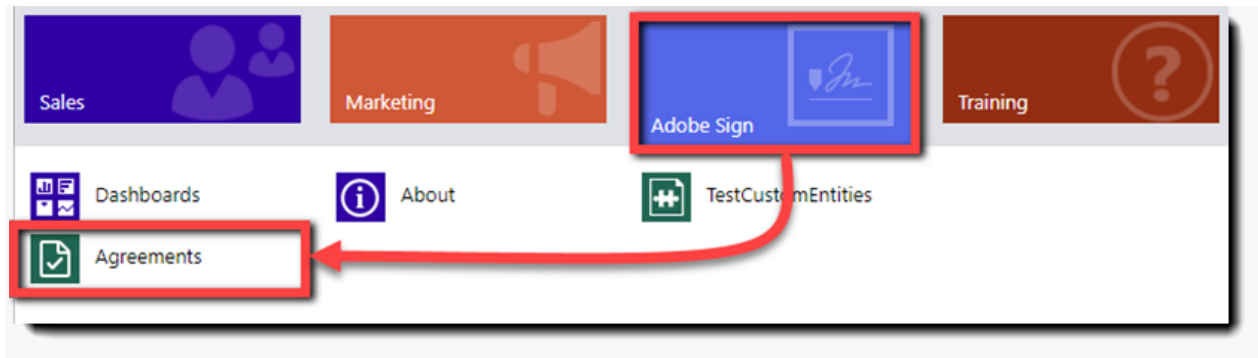 Sales
Marketing
Adobe Sign
Training
Dashboards
About
TestCustomEntities
Agreements